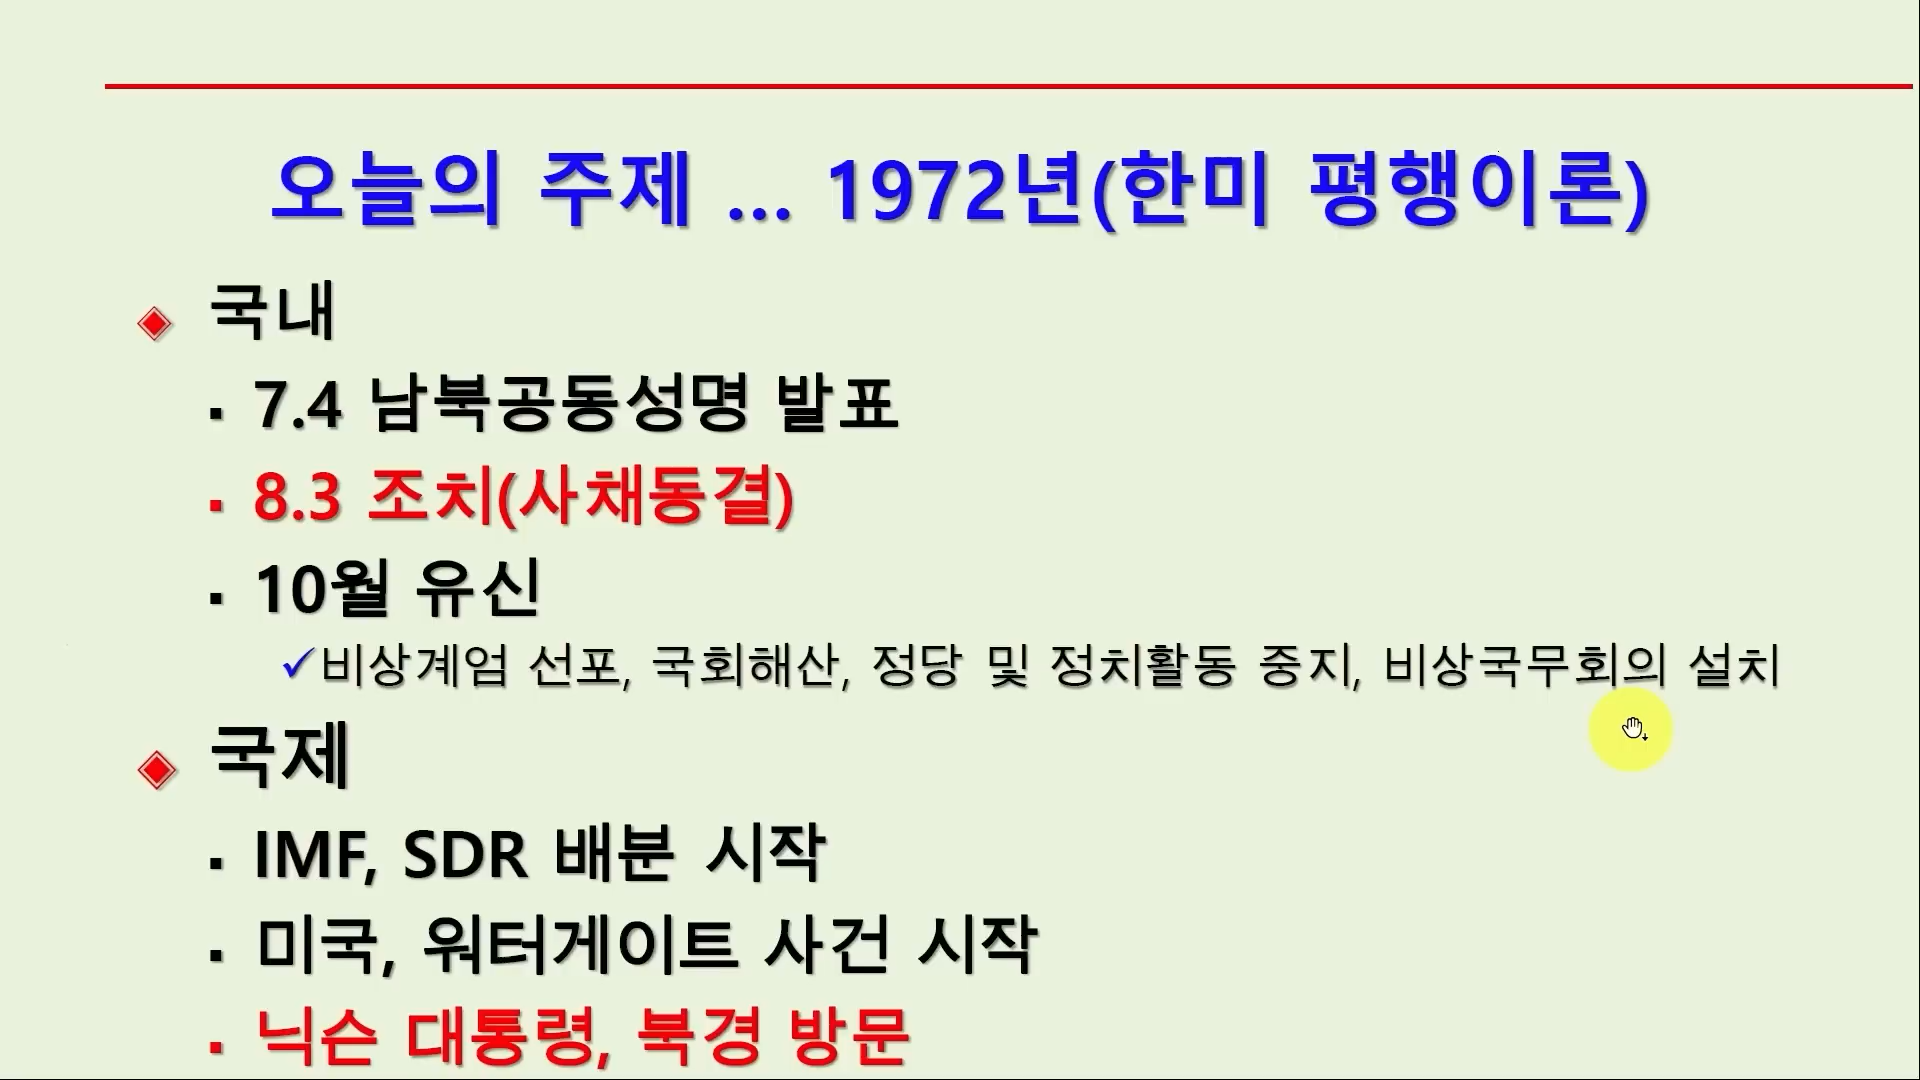 오늘의 주제 ... 1972년(한미 평행이론)
국내
7.4 남북공동성명 발표
8.3 조치(사채동결)
10월 유신
✓비상계엄 선포, 국회해산, 정당 및 정치활동 중지, 비상국무회의 설치
국제
IMF, SDR 배분 시작
미국, 워터게이트 사건 시작
닉슨 대통령, 북경 방문